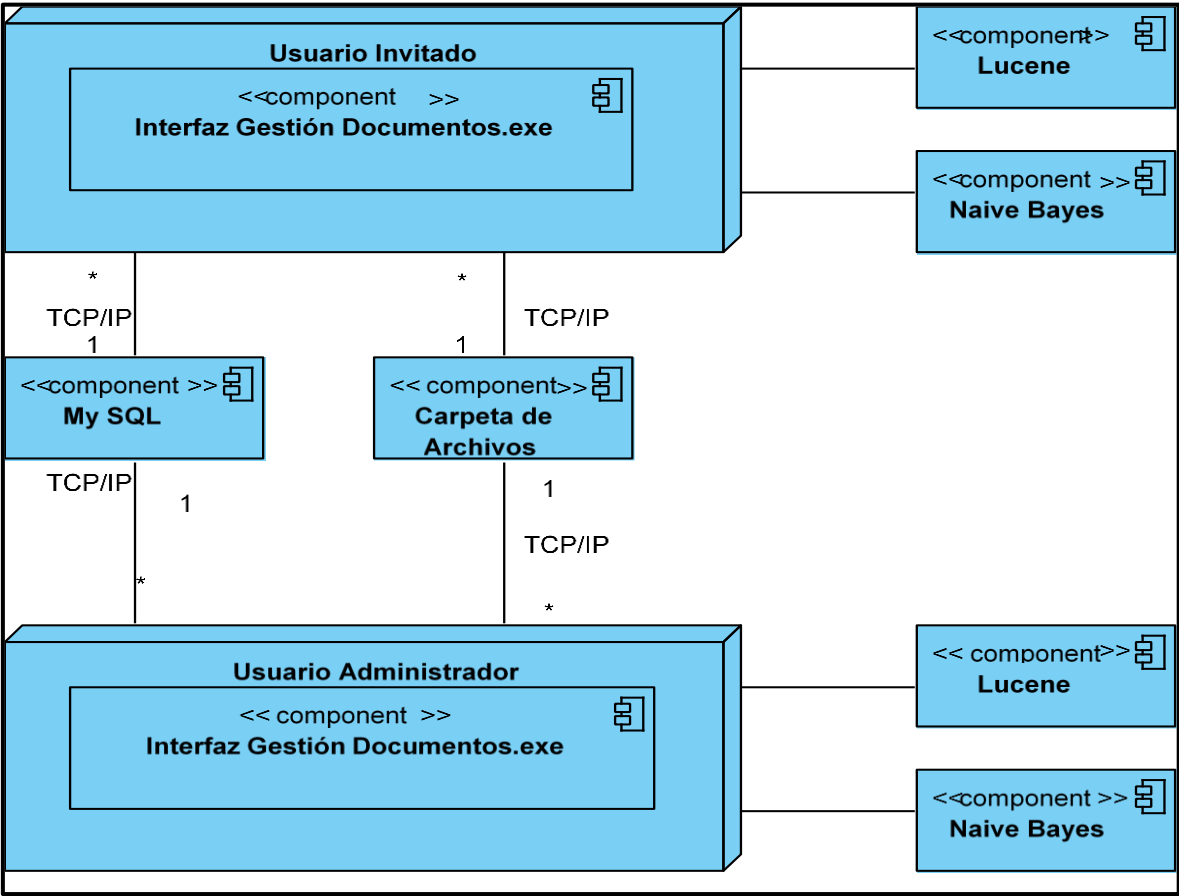 Usuario Invitado
<<component >>
Interfaz Gestión Documentos.exe
<<component>>
Lucene
<<component >>
Naive Bayes
*
TCP/IP
1
*
TCP/IP
1
<<component >>
My SQL
<< component>>
Carpeta de
Archivos
TCP/IP
1
*
1
TCP/IP
*
Usuario Administrador
<< component >>
Interfaz Gestión Documentos.exe
<< component>>
Lucene
<<component >>
Naive Bayes